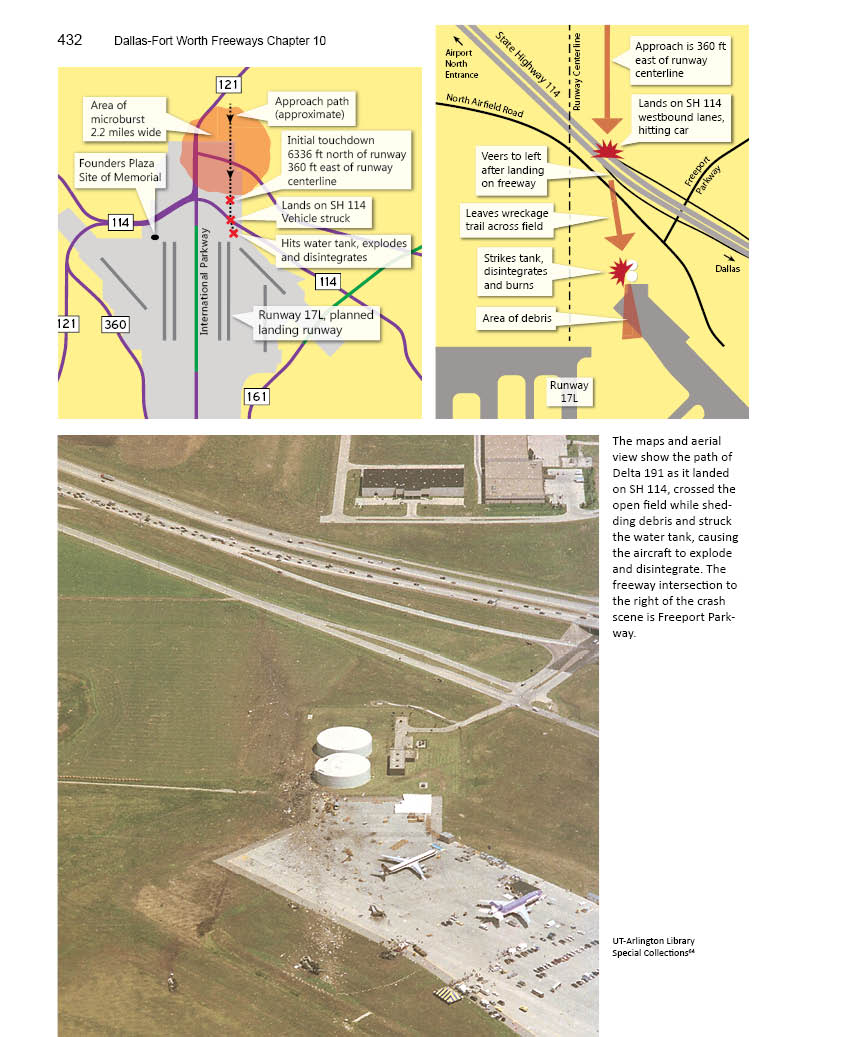 432 Dallas-Fort Worth Freeways Chapter 10
121
Area of
microburst
2.2 miles wide
Approach path
(approximate)
Initial touchdown
6336 ft north of runway
360 ft east of runway
centerline
Founders Plaza
Site of Memorial
Lands on SH 114
Vehicle struck
114
Hits water tank, explodes
and disintegrates
International Parkway
114
Runway 17L, planned
landing runway
121
360
161
Airport
North
Entrance
State Highway 114
Runway Centerline
Approach is 360 ft
east of runway
centerline
North Airfield Road
Lands on SH 114
westbound lanes,
hitting car
Veers to left
after landing
on freeway
Freeport
Parkway
Leaves wreckage
trail across field
Strikes tank,
disintegrates
and burns
Dallas
Area of debris
Runway
17L
The maps and aerial
view show the path of
Delta 191 as it landed
on SH 114, crossed the
open field while shed-
ding debris and struck
the water tank, causing
the aircraft to explode
and disintegrate. The
freeway intersection to
the right of the crash
scene is Freeport Park-
way.
UT-Arlington Library
Special Collections⁶⁴